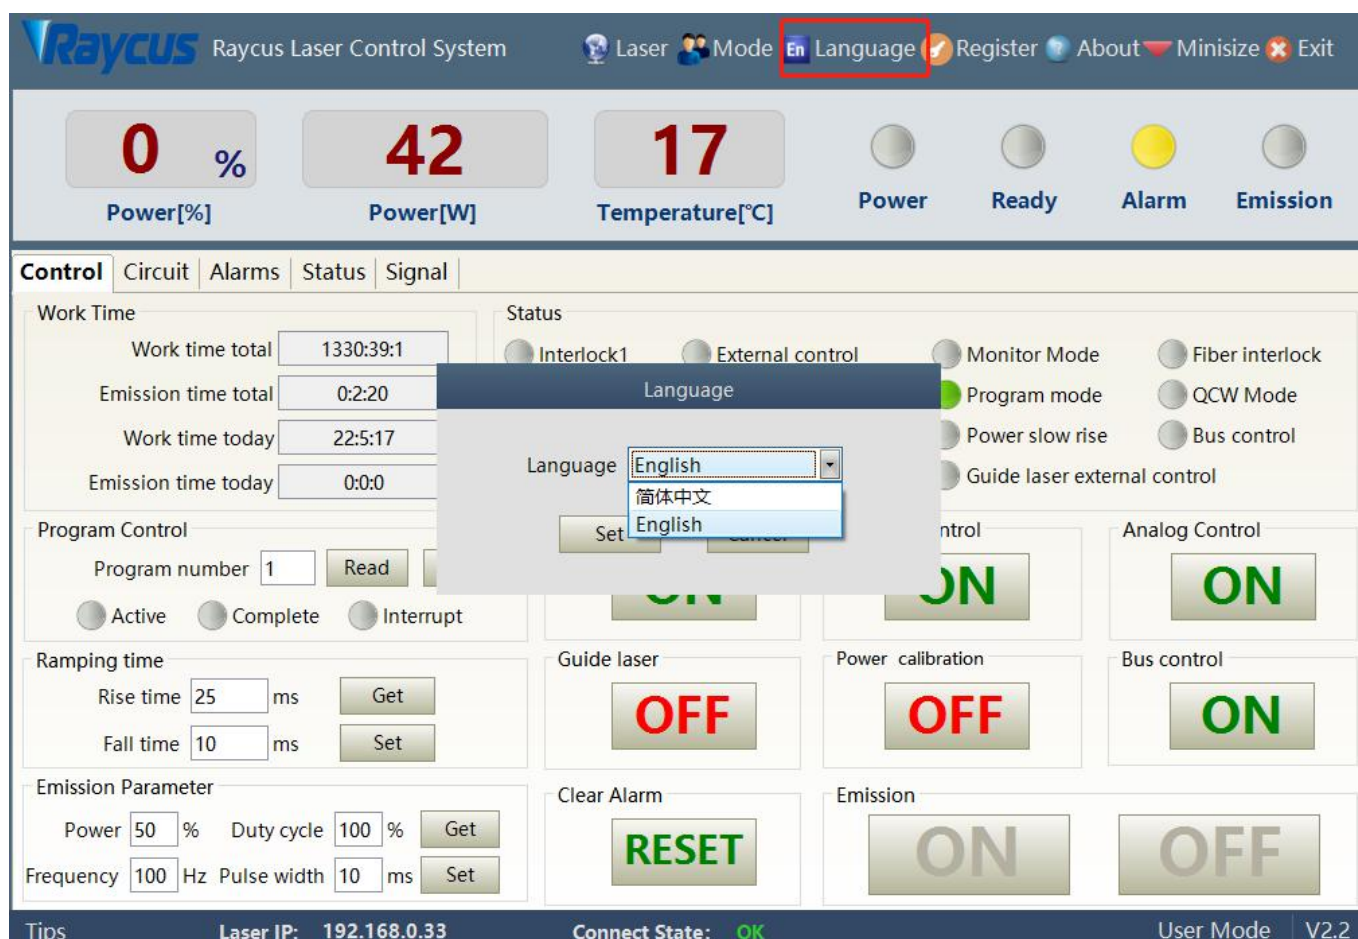 Raycus Raycus Laser Control System Laser Mode En Language Register About Minisize Exit
0 % 42 17
Power[%] Power[W] Temperature[℃] Power Ready Alarm Emission
Control Circuit Alarms Status Signal
Work Time Status
Work time total 1330:39:1 Interlock1 External control Monitor Mode Fiber interlock
Language
Emission time total 0:2:20 Program mode QCW Mode
Work time today 22:5:17 Power slow rise Bus control
Language English
Emission time today 0:0:0 Guide laser external control
简体中文
English
Set Cancel
Program Control Analog Control
Program number 1 Read ON ON ON
Active Complete Interrupt
Ramping time Guide laser Power calibration Bus control
Rise time 25 ms Get OFF OFF ON
Fall time 10 ms Set
Emission Parameter Clear Alarm Emission
Power 50 % Duty cycle 100 % Get RESET ON OFF
Frequency 100 Hz Pulse width 10 ms Set
Tips Laser IP: 192.168.0.33 Connect State: OK User Mode V2.2